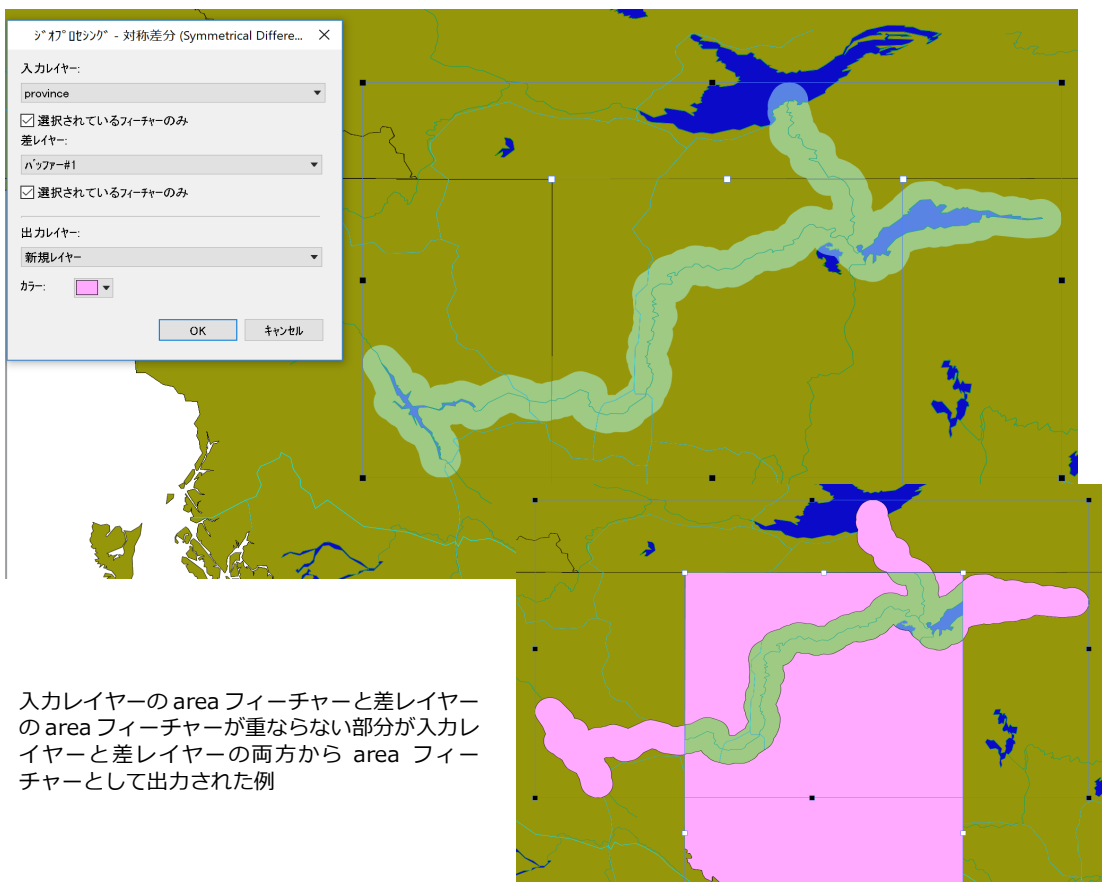 ｼﾞｵﾌﾟﾛｾｼﾝｸﾞ - 対称差分 (Symmetrical Differe...
入力レイヤー:
province
選択されているﾌｨｰﾁｬｰのみ
差レイヤー:
ﾊﾞｯﾌｧｰ#1
選択されているﾌｨｰﾁｬｰのみ
出力レイヤー:
新規レイヤー
ｶﾗｰ:
OK
ｷｬﾝｾﾙ
入力レイヤーの area フィーチャーと差レイヤー
の area フィーチャーが重ならない部分が入力レ
イヤーと差レイヤーの両方から area フィー
チャーとして出力された例